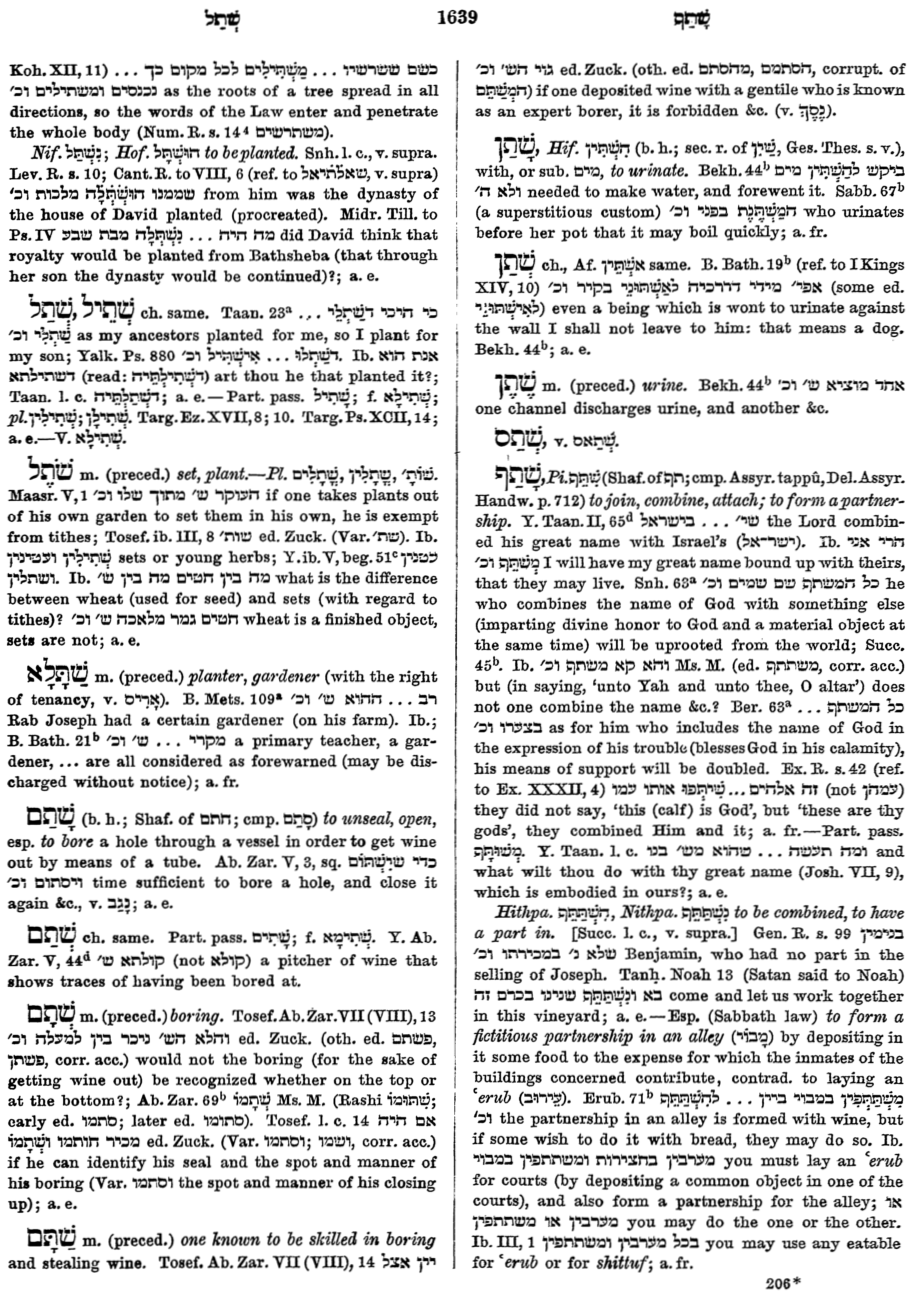 שְׁתַל 1639 שָׁתַף
Koh. XII, 11) כשם ששרשיו ... מַשְׁתִּילִים לכל מקום כך ...
נכנסים ומשתילים וכ׳ as the roots of a tree spread in all
directions, so the words of the Law enter and penetrate
the whole body (Num. R. s. 14⁴ משתרשים).
Nif. נִשְׁתַּל; Hof. הוּשְׁתַּל to be planted. Snh. l. c., v. supra.
Lev. R. s. 10; Cant. R. to VIII, 6 (ref. to שאלתיאל, v. supra)
שממנו הוּשְׁתְּלָה מלכות וכ׳ from him was the dynasty of
the house of David planted (procreated). Midr. Till. to
Ps. IV מה היה ... נִשְׁתְּלָה מבת שבע did David think that
royalty would be planted from Bathsheba (that through
her son the dynasty would be continued)?; a. e.
שְׁתֵיל, שְׁתַל ch. same. Taan. 23ª כי היכי דשְׁתַלֵי ...
שְׁתַלִי וכ׳ as my ancestors planted for me, so I plant for
my son; Yalk. Ps. 880 דשְׁתַלוּ ... אישְׁתִּיל וכ׳. Ib. אנת הוא
דשתילתא (read: דשְׁתֵילְתֵּיה) art thou he that planted it?;
Taan. l. c. דשְׁתַלְתֵּיה; a. e.—Part. pass. שְׁתִיל; f. שְׁתִילָא;
pl. שְׁתִילִין; שְׁתִילָן. Targ. Ez. XVII, 8; 10. Targ. Ps. XCII, 14;
a. e.—V. שְׁתִילָא.
שֶׁתֶל m. (preced.) set, plant.—Pl. שְׁתָלִים, שְׁתָלִין, שׁוֹת׳.
Maasr. V, 1 העוקר ש׳ מתוך שלו וכ׳ if one takes plants out
of his own garden to set them in his own, he is exempt
from tithes; Tosef. ib. III, 8 שות׳ ed. Zuck. (Var. שת׳). Ib.
שְׁתִילִין ועטינין sets or young herbs; Y. ib. V, beg. 51ᶜ כטנין
ושתלין. Ib. מה בין חטים מה בין ש׳ what is the difference
between wheat (used for seed) and sets (with regard to
tithes)? חטים גמר מלאכה ש׳ וכ׳ wheat is a finished object,
sets are not; a. e.
שַׁתָּלָא m. (preced.) planter, gardener (with the right
of tenancy, v. אָרִיס). B. Mets. 109ª רב ... ההוא ש׳ וכ׳
Rab Joseph had a certain gardener (on his farm). Ib.;
B. Bath. 21ᵇ מקרי ... ש׳ וכ׳ a primary teacher, a gar-
dener, ... are all considered as forewarned (may be dis-
charged without notice); a. fr.
שָׁתַם (b. h.; Shaf. of חתם; cmp. סָתַם) to unseal, open,
esp. to bore a hole through a vessel in order to get wine
out by means of a tube. Ab. Zar. V, 3, sq. כדי שישְׁתּוֹם
ויסתום וכ׳ time sufficient to bore a hole, and close it
again &c., v. נָגַב; a. e.
שְׁתַם ch. same. Part. pass. שְׁתִים; f. שְׁתִימָא. Y. Ab.
Zar. V, 44ᵈ קולתא ש׳ (not קולא) a pitcher of wine that
shows traces of having been bored at.
שְׁתָם m. (preced.) boring. Tosef. Ab. Zar. VII (VIII), 13
והלא הש׳ ניכר בין למעלה וכ׳ ed. Zuck. (oth. ed. פשתם,
פשתן, corr. acc.) would not the boring (for the sake of
getting wine out) be recognized whether on the top or
at the bottom?; Ab. Zar. 69ᵇ שְׁתָמוֹ Ms. M. (Rashi שְׁתוּמוֹ;
early ed. סתמו; later ed. סתומו). Tosef. l. c. 14 אם היה
מכיר חותמו וּשְׁתָמוֹ ed. Zuck. (Var. וסתמו; ושמו, corr. acc.)
if he can identify his seal and the spot and manner of
his boring (Var. וסתמו the spot and manner of his closing
up); a. e.
שַׁתָּם m. (preced.) one known to be skilled in boring
and stealing wine. Tosef. Ab. Zar. VII (VIII), 14 יין אצל
גוי הש׳ וכ׳ ed. Zuck. (oth. ed. הסתמם, מהסתם, corrupt. of
הַמְשַׁתֵּם) if one deposited wine with a gentile who is known
as an expert borer, it is forbidden &c. (v. נֶסֶךְ).
שָׁתַן, Hif. הִשְׁתִּין (b. h.; sec. r. of שַׁיִן, Ges. Thes. s. v.),
with, or sub. מים, to urinate. Bekh. 44ᵇ ביקש לְהַשְׁתִּין מים
ולא ה׳ needed to make water, and forewent it. Sabb. 67ᵇ
(a superstitious custom) המַשְׁתֶּנֶת בפני וכ׳ who urinates
before her pot that it may boil quickly; a. fr.
שְׁתַן ch., Af. אַשְׁתֵּין same. B. Bath. 19ᵇ (ref. to I Kings
XIV, 10) אפי׳ מידי דדרכיה לְאַשְׁתּוּנֵי בקיר וכ׳ (some ed.
לְאִישְׁתּוּנֵי) even a being which is wont to urinate against
the wall I shall not leave to him: that means a dog.
Bekh. 44ᵇ; a. e.
שֶׁתֶן m. (preced.) urine. Bekh. 44ᵇ אחד מוציא ש׳ וכ׳
one channel discharges urine, and another &c.
שָׁתַס, v. שְׁתַאס.
שָׁתַף, Pi. שִׁתֵּף (Shaf. of תף; cmp. Assyr. tappû, Del. Assyr.
Handw. p. 712) to join, combine, attach; to form a partner-
ship. Y. Taan. II, 65ᵈ שי׳ ... בישראל the Lord combin-
ed his great name with Israel's (ישר־אל). Ib. הרי אני
מְשַׁתֵּף וכ׳ I will have my great name bound up with theirs,
that they may live. Snh. 63ª כל המשתף שם שמים וכ׳ he
who combines the name of God with something else
(imparting divine honor to God and a material object at
the same time) will be uprooted from the world; Succ.
45ᵇ. Ib. והא קא משתף וכ׳ Ms. M. (ed. משתתף, corr. acc.)
but (in saying, 'unto Yah and unto thee, O altar') does
not one combine the name &c.? Ber. 63ª כל המשתף ...
בצערו וכ׳ as for him who includes the name of God in
the expression of his trouble (blesses God in his calamity),
his means of support will be doubled. Ex. R. s. 42 (ref.
to Ex. XXXII, 4) זה אלהים ... שִׁיתְּפוּ אותו עמו (not עמהן)
they did not say, 'this (calf) is God', but 'these are thy
gods', they combined Him and it; a. fr.—Part. pass.
מְשׁוּתָּף. Y. Taan. l. c. ומה תעשה ... שהוא מש׳ בנו and
what wilt thou do with thy great name (Josh. VII, 9),
which is embodied in ours?; a. e.
Hithpa. הִשְׁתַּתֵּף, Nithpa. נִשְׁתַּתֵּף to be combined, to have
a part in. [Succ. l. c., v. supra.] Gen. R. s. 99 בנימין
שלא נ׳ במכירתו וכ׳ Benjamin, who had no part in the
selling of Joseph. Tanḥ. Noah 13 (Satan said to Noah)
בא ונִשְׁתַּתֵּף שנינו בכרם זה come and let us work together
in this vineyard; a. e.—Esp. (Sabbath law) to form a
fictitious partnership in an alley (מָבוֹי) by depositing in
it some food to the expense for which the inmates of the
buildings concerned contribute, contrad. to laying an
ʿerub (עֵירוּב). Erub. 71ᵇ מִשְׁתַּתְּפִין במבוי ביין ... לְהִשְׁתַּתֵּף
וכ׳ the partnership in an alley is formed with wine, but
if some wish to do it with bread, they may do so. Ib.
מערבין בחצירות ומשתתפין במבוי you must lay an ʿerub
for courts (by depositing a common object in one of the
courts), and also form a partnership for the alley; או
מערבין או משתתפין you may do the one or the other.
Ib. III, 1 בכל מערבין ומשתתפין you may use any eatable
for ʿerub or for shittuf; a. fr.
206*